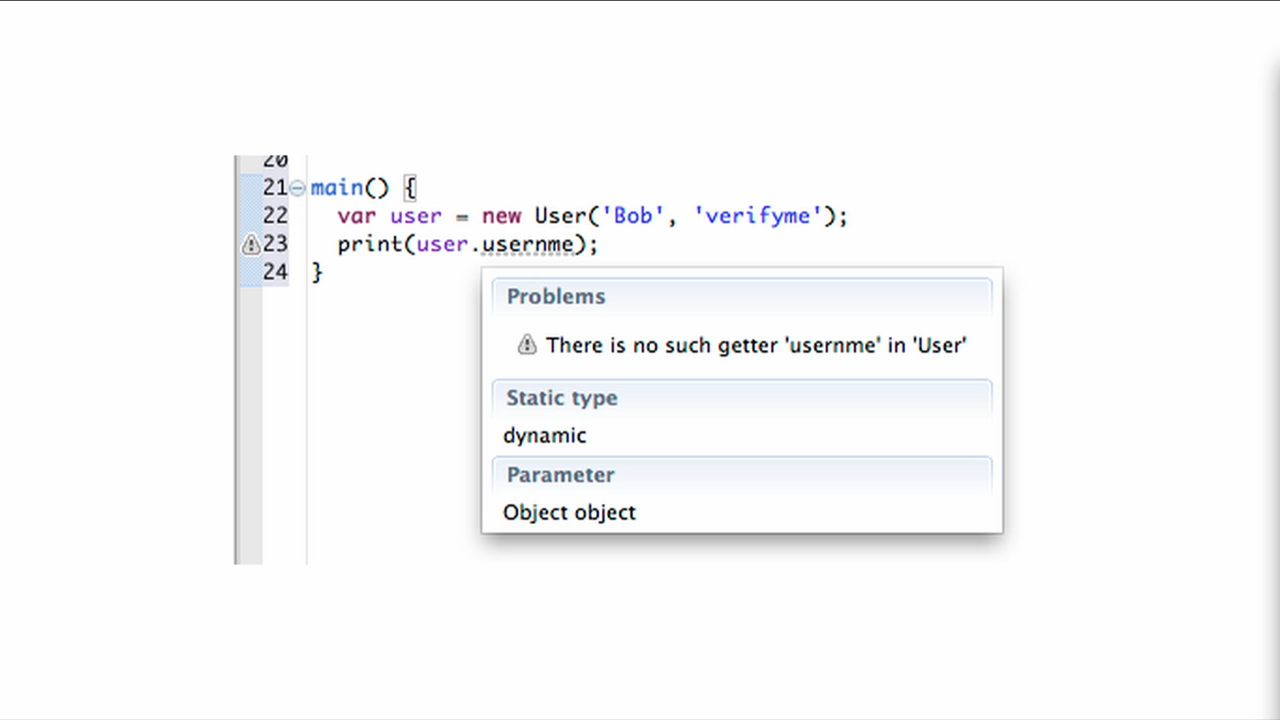 20
21 main() {
22 var user = new User('Bob', 'verifyme');
23 print(user.usernme);
24 }
Problems
There is no such getter 'usernme' in 'User'
Static type
dynamic
Parameter
Object object